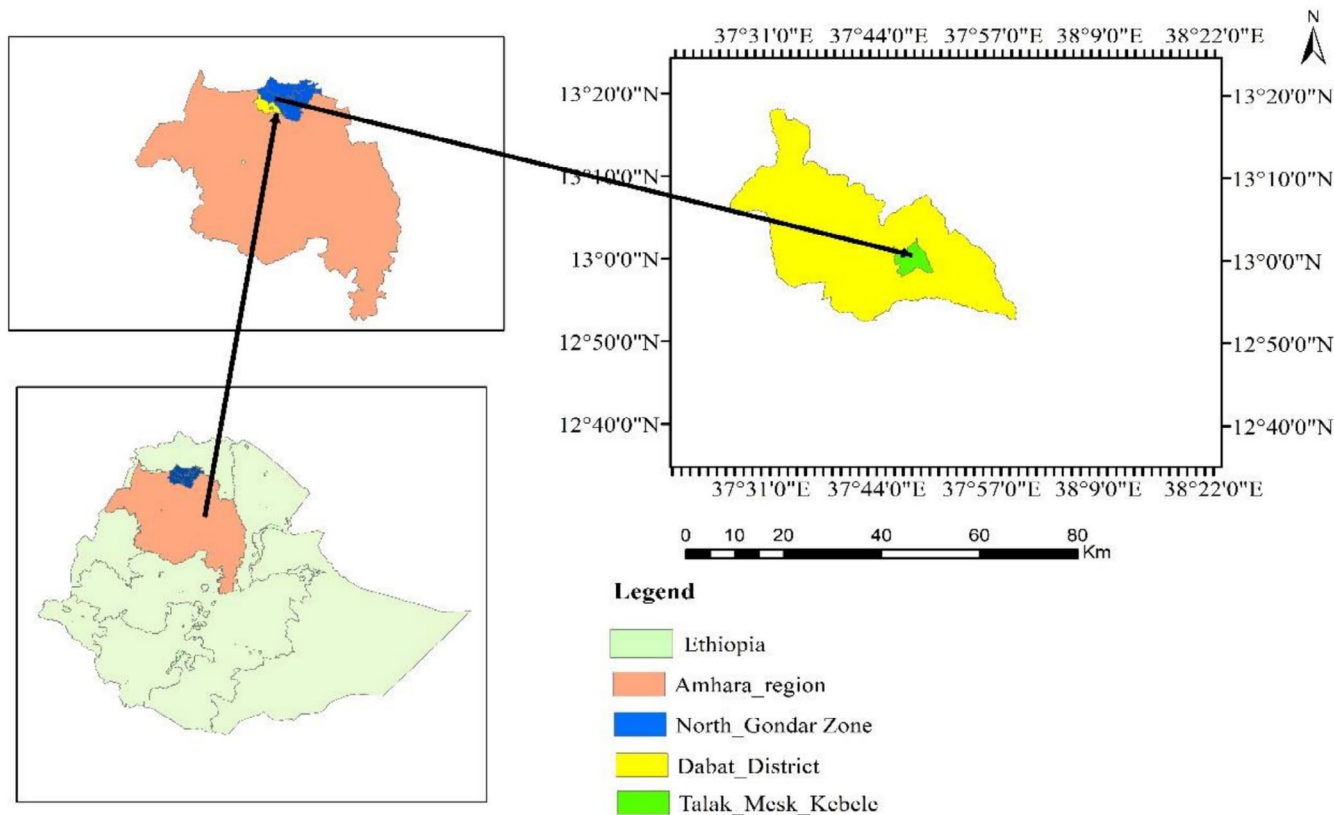 N
37°31'0"E 37°44'0"E 37°57'0"E 38°9'0"E 38°22'0"E
13°20'0"N 13°20'0"N
13°10'0"N 13°10'0"N
13°0'0"N 13°0'0"N
12°50'0"N 12°50'0"N
12°40'0"N 12°40'0"N
37°31'0"E 37°44'0"E 37°57'0"E 38°9'0"E 38°22'0"E
0 10 20 40 60 80
Km
Legend
Ethiopia
Amhara_region
North_Gondar Zone
Dabat_District
Talak_Mesk_Kebele